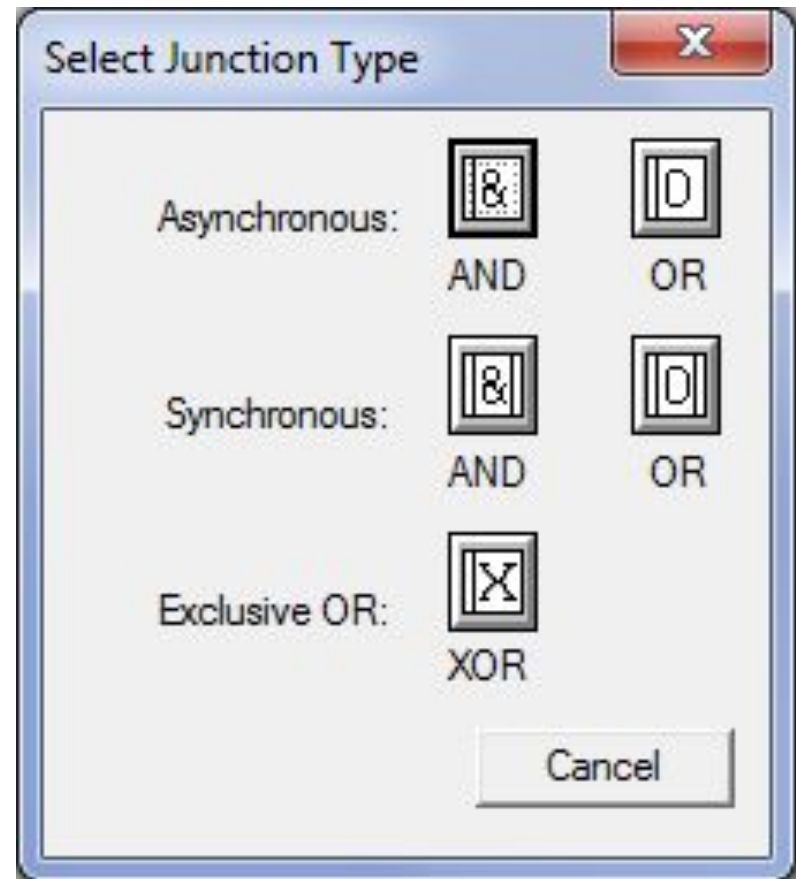 Select Junction Type
Asynchronous: & O
AND OR
Synchronous: & O
AND OR
Exclusive OR: X
XOR
Cancel